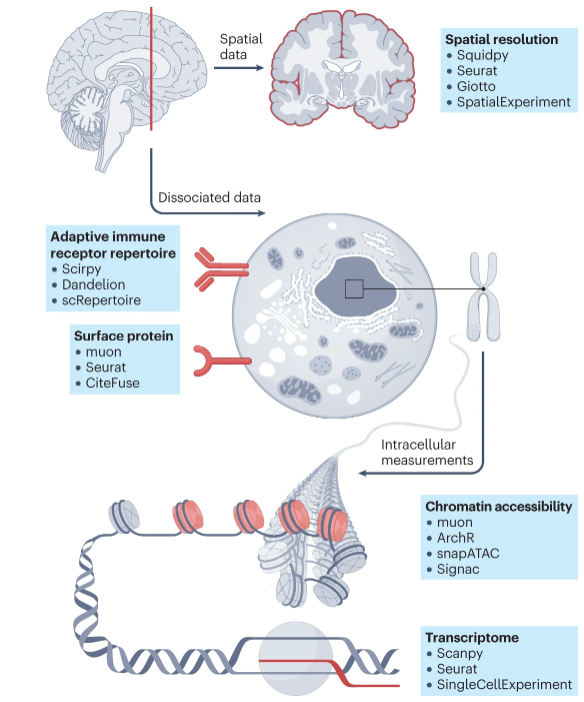 Spatial
data
Spatial resolution
• Squidpy
• Seurat
• Giotto
• SpatialExperiment
Dissociated data
Adaptive immune
receptor repertoire
• Scirpy
• Dandelion
• scRepertoire
Surface protein
• muon
• Seurat
• CiteFuse
Intracellular
measurements
Chromatin accessibility
• muon
• ArchR
• snapATAC
• Signac
Transcriptome
• Scanpy
• Seurat
• SingleCellExperiment